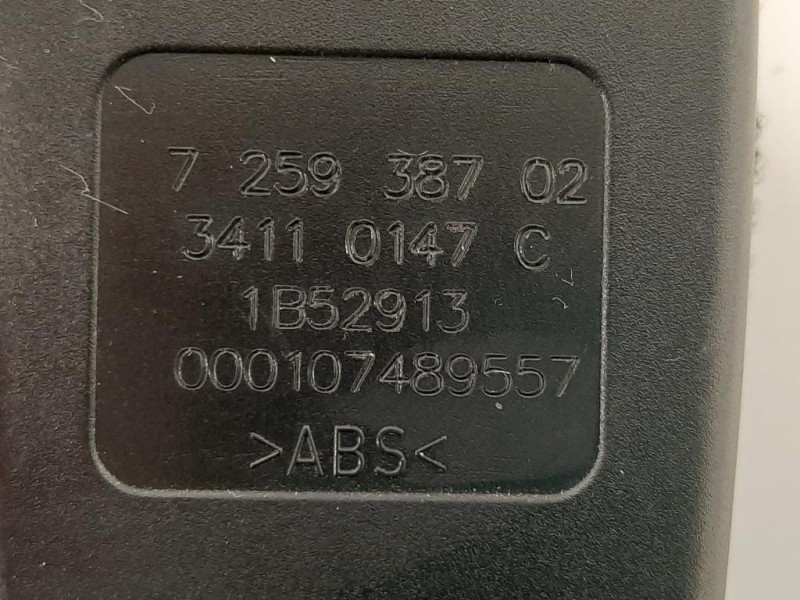 7 259 387 02
3411 0147 C
1B52913
000107489557
>ABS<